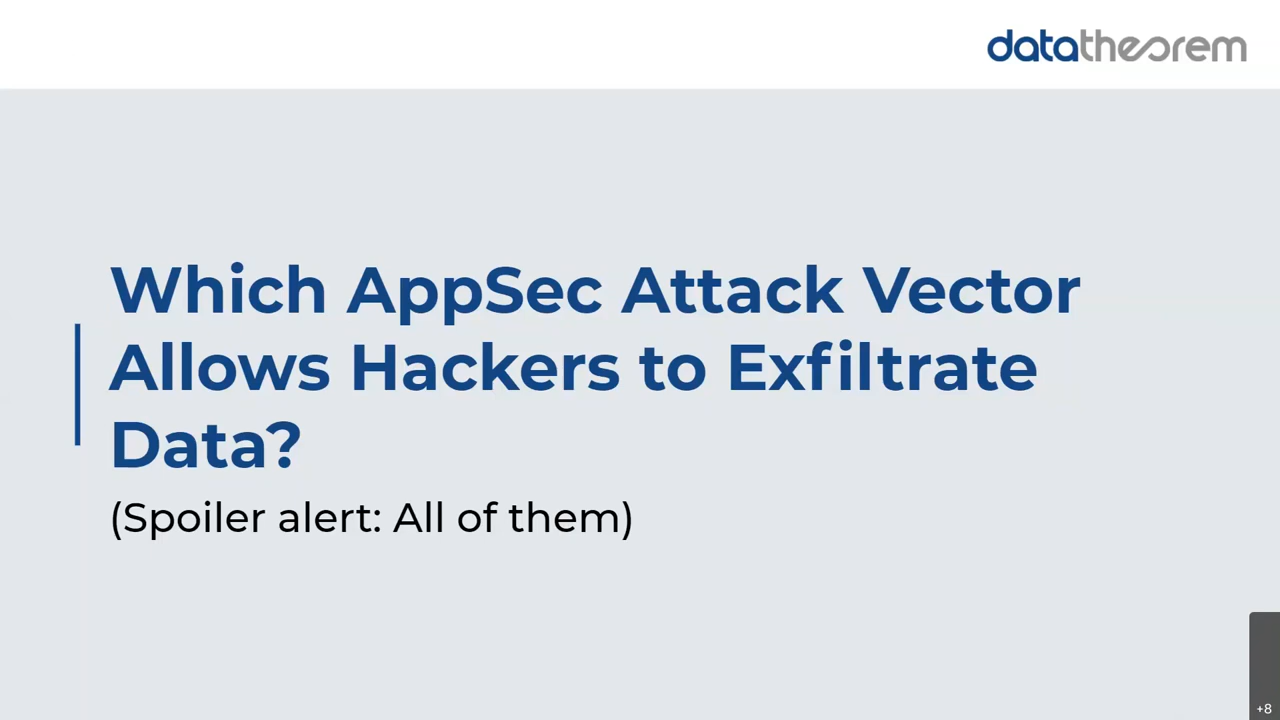 datatheorem
Which AppSec Attack Vector
Allows Hackers to Exfiltrate
Data?
(Spoiler alert: All of them)
+8